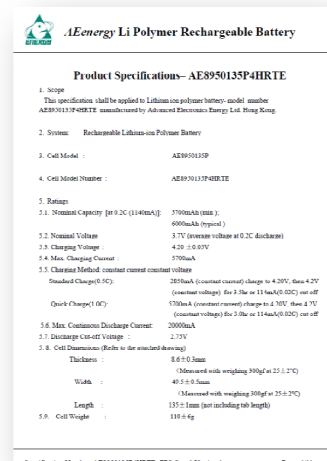 AEenergy Li Polymer Rechargeable Battery
Product Specifications– AE8950135P4HRTE
1. Scope
This specification shall be applied to Lithium ion polymer battery- model number
AE8950135P4HRTE manufactured by Advanced Electronics Energy Ltd. Hong Kong.
2. System: Rechargeable Lithium-ion Polymer Battery
3. Cell Model : AE8950135P
4. Cell Model Number : AE8950135P4HRTE
5. Ratings
5.1. Nominal Capacity [at 0.2C (1140mA)]: 5700mAh (min.);
6000mAh (typical)
5.2. Nominal Voltage 3.7V (average voltage at 0.2C discharge)
5.3. Charging Voltage : 4.20 ±0.05V
5.4. Max. Charging Current : 5700mA
5.5. Charging Method: constant current constant voltage
Standard Charge(0.5C): 2850mA (constant current) charge to 4.20V, then 4.2V
(constant voltage) for 3.5hr or 114mA(0.02C) cut off
Quick Charge(1.0C): 5700mA (constant current) charge to 4.20V, then 4.2V
(constant voltage) for 3.0hr or 114mA(0.02C) cut off
5.6. Max. Continuous Discharge Current: 20000mA
5.7. Discharge Cut-off Voltage : 2.75V
5. 8. Cell Dimensions (Refer to the attached drawing)
Thickness : 8.6±0.3mm
(Measured with weighing 300gf at 25±2℃)
Width : 49.5±0.5mm
(Measured with weighing 300gf at 25±2℃)
Length : 135±1mm (not including tab length)
5.9. Cell Weight : 110±6g